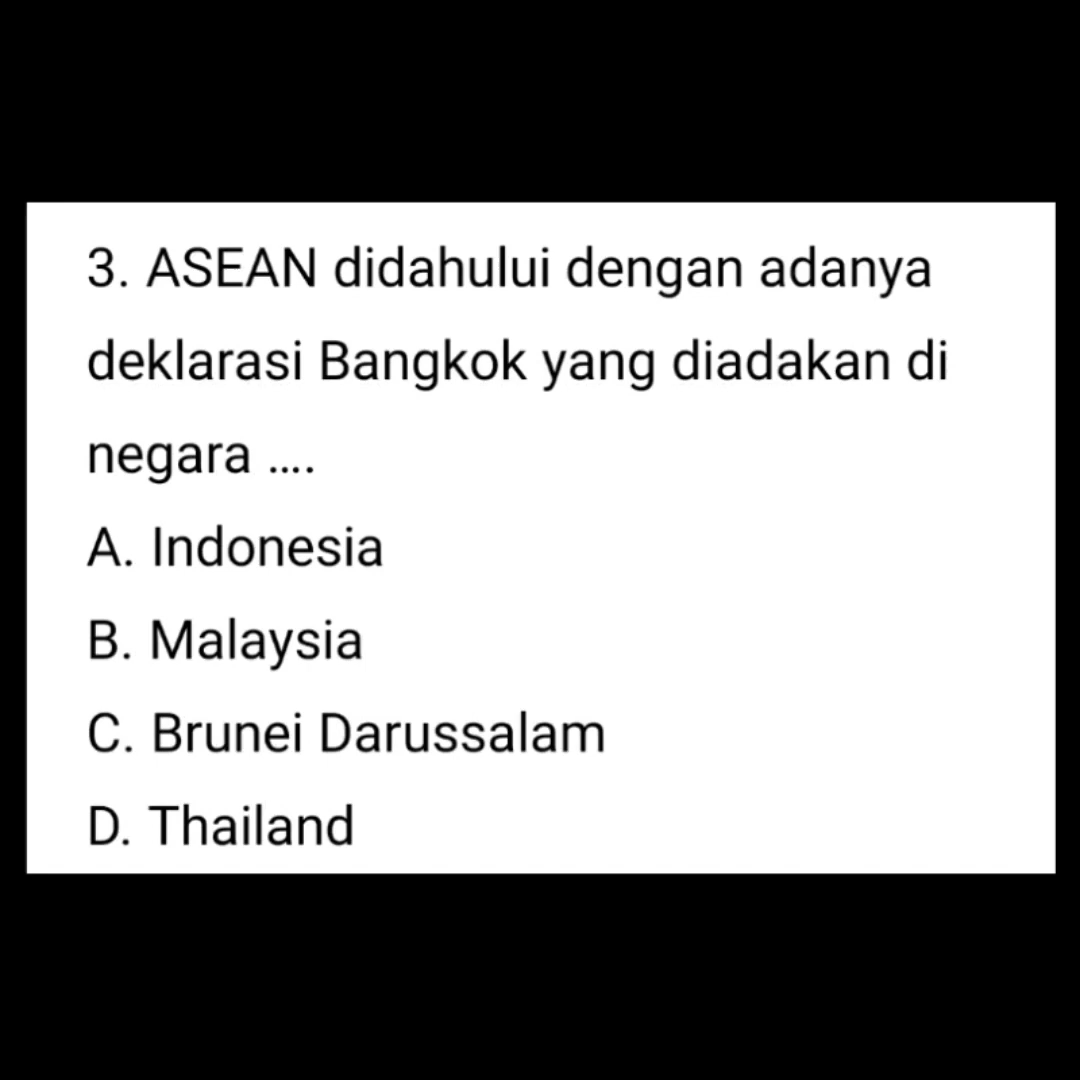 3. ASEAN didahului dengan adanya
deklarasi Bangkok yang diadakan di
negara ....
A. Indonesia
B. Malaysia
C. Brunei Darussalam
D. Thailand